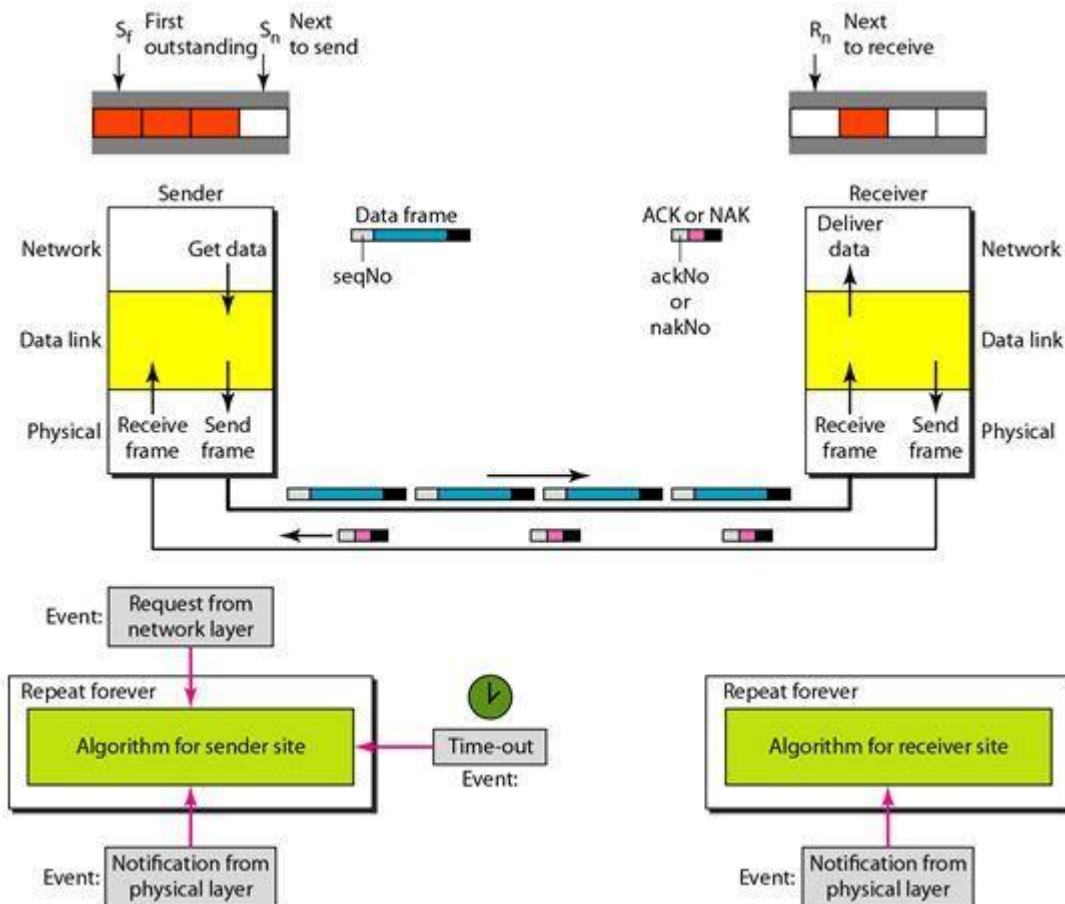 Sf First
outstanding
Sn Next
to send
Rn Next
to receive
Sender
Receiver
Data frame
seqNo
ACK or NAK
ackNo
or
nakNo
Network
Get data
Deliver
data
Network
Data link
Data link
Physical
Receive
frame
Send
frame
Receive
frame
Send
frame
Physical
Event:
Request from
network layer
Repeat forever
Algorithm for sender site
Time-out
Event:
Event:
Notification from
physical layer
Repeat forever
Algorithm for receiver site
Event:
Notification from
physical layer